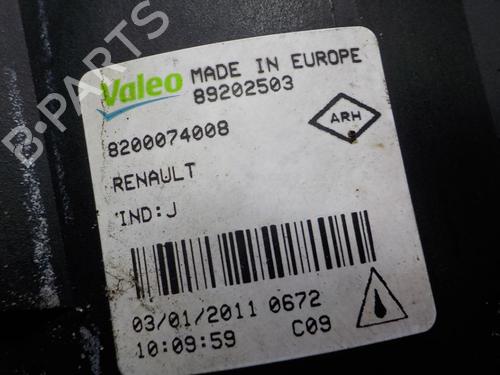 Valeo MADE IN EUROPE
89202503
8200074008
ARH
RENAULT
IND:J
03/01/2011 0672
10:09:59 C09
B-PARTS